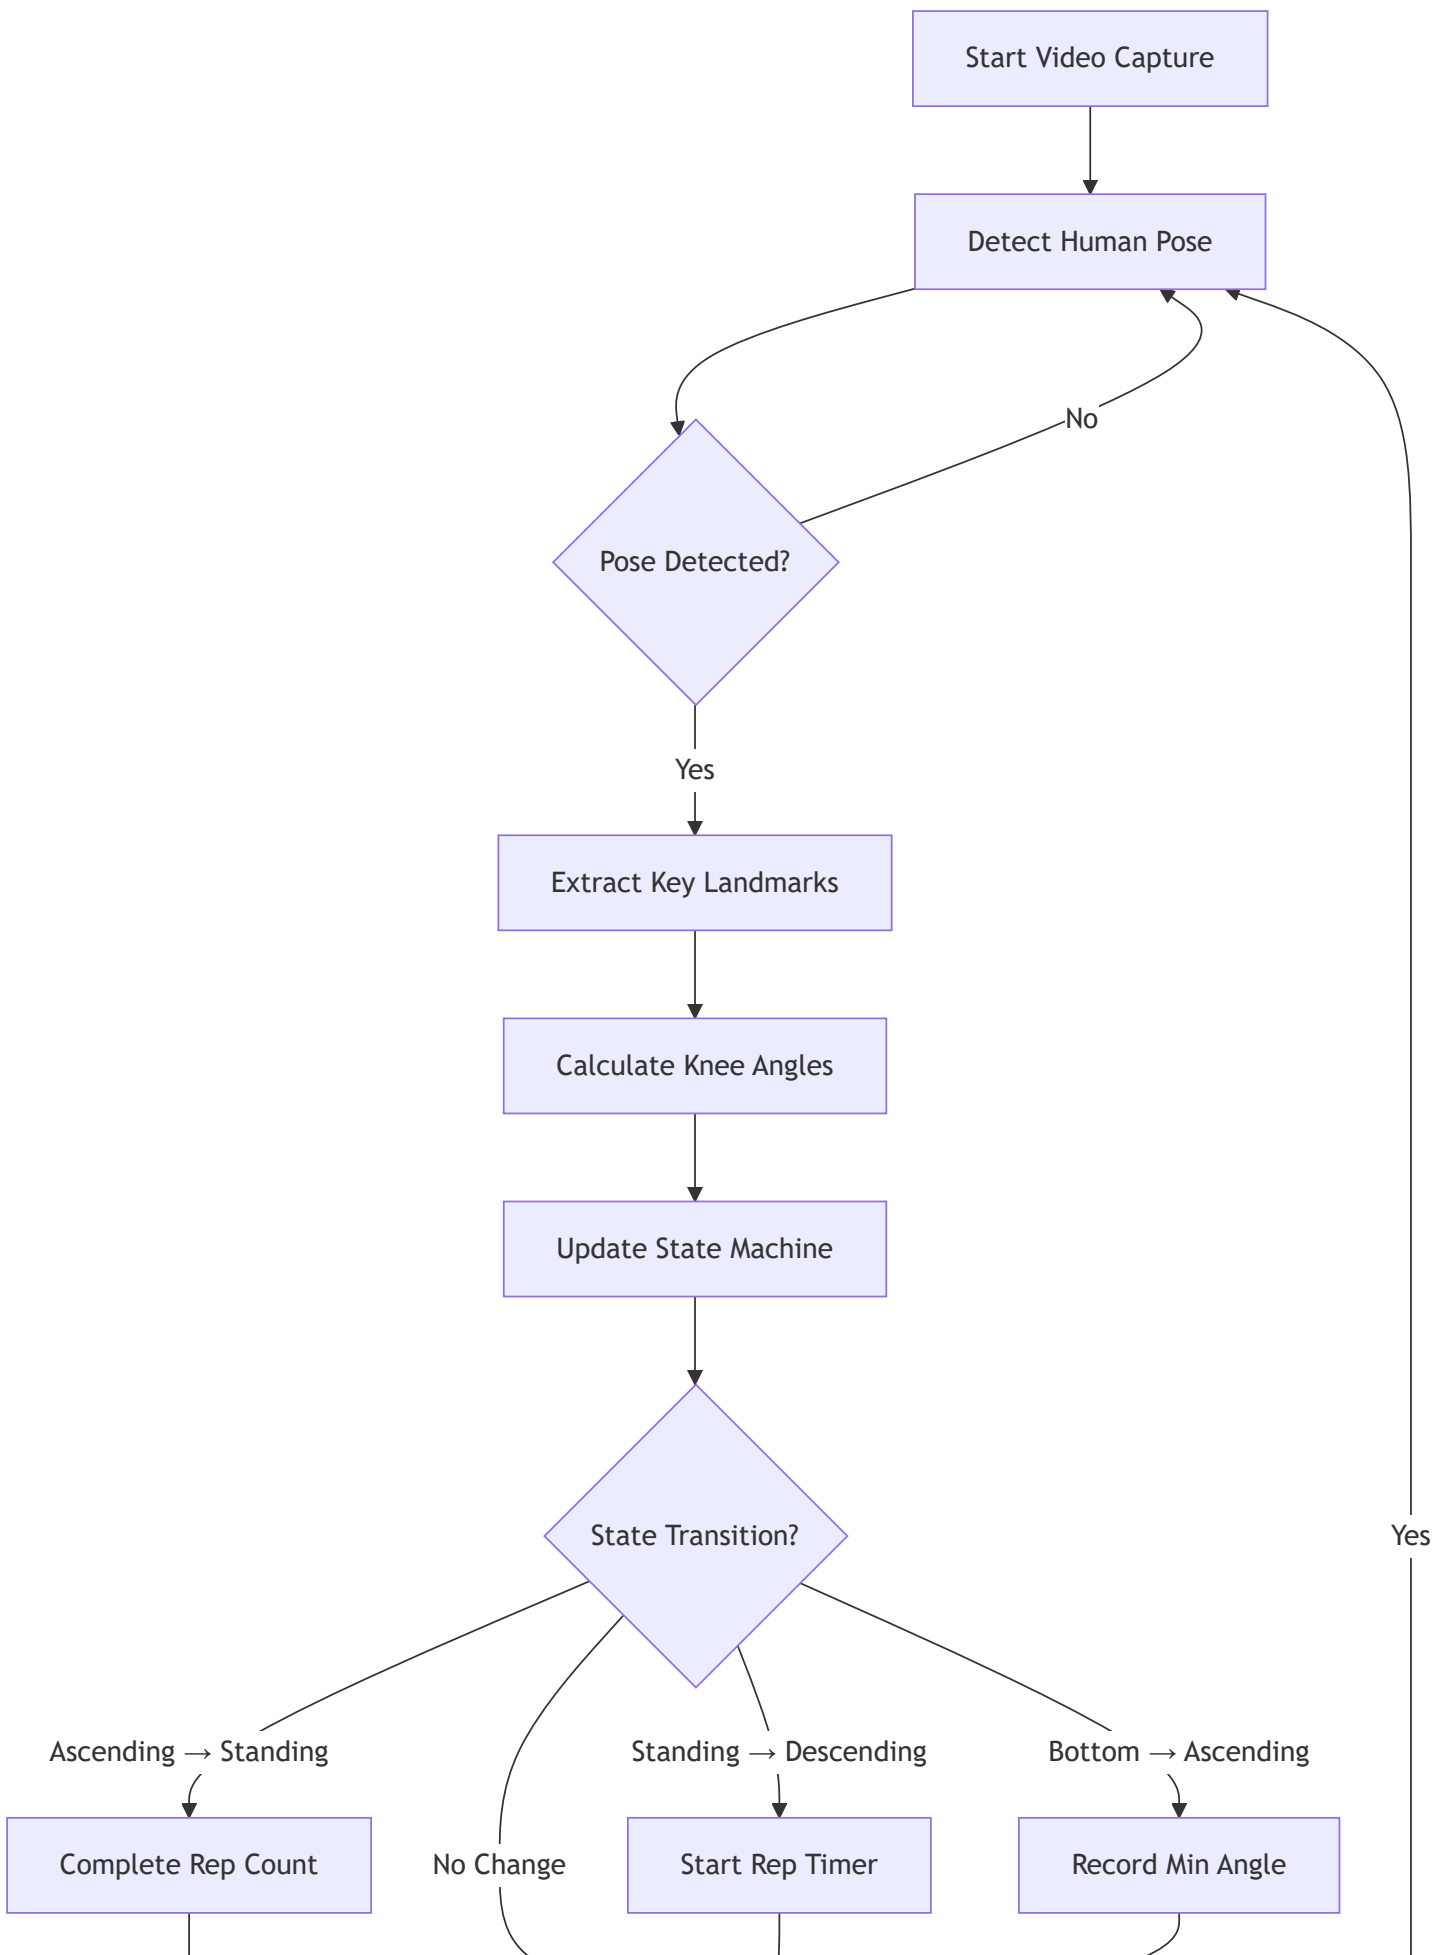 Start Video Capture
Detect Human Pose
No
Pose Detected?
Yes
Extract Key Landmarks
Calculate Knee Angles
Update State Machine
State Transition?
Yes
Ascending → Standing
Standing → Descending
Bottom → Ascending
Complete Rep Count
No Change
Start Rep Timer
Record Min Angle